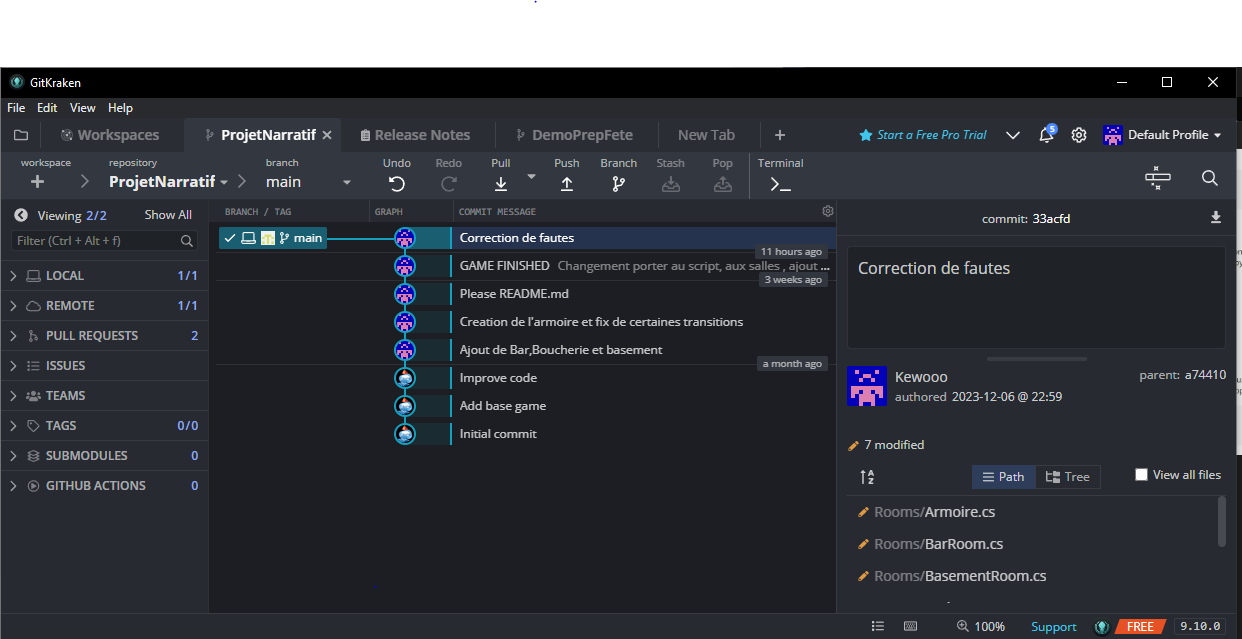 GitKraken
File Edit View Help
Workspaces ProjetNarratif Release Notes DemoPrepFete New Tab Start a Free Pro Trial 5 Default Profile
workspace repository branch Undo Redo Pull Push Branch Stash Pop Terminal
ProjetNarratif main
Viewing 2/2 Show All
Filter (Ctrl + Alt + f)
LOCAL 1/1
REMOTE 1/1
PULL REQUESTS 2
ISSUES
TEAMS
TAGS 0/0
SUBMODULES 0
GITHUB ACTIONS 0
BRANCH / TAG GRAPH COMMIT MESSAGE
main Correction de fautes
11 hours ago
GAME FINISHED Changement porter au script, aux salles , ajout ...
3 weeks ago
Please README.md
Creation de l'armoire et fix de certaines transitions
Ajout de Bar,Boucherie et basement
a month ago
Improve code
Add base game
Initial commit
commit: 33acfd
Correction de fautes
Kewooo parent: a74410
authored 2023-12-06 @ 22:59
7 modified
Path Tree View all files
Rooms/Armoire.cs
Rooms/BarRoom.cs
Rooms/BasementRoom.cs
100% Support FREE 9.10.0